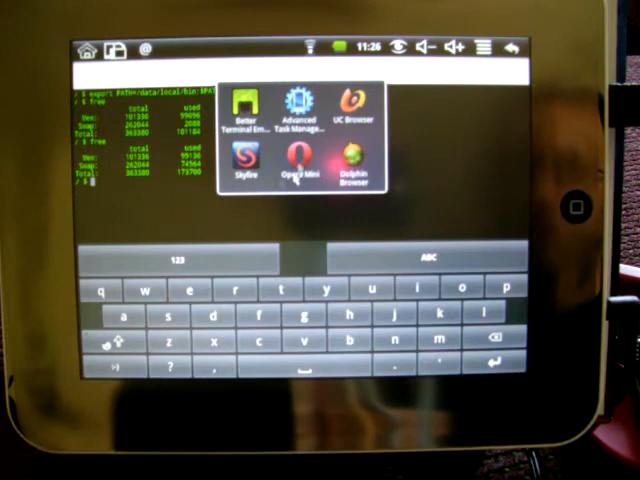 @ 11:26
/ $ export PATH=/data/local/bin:$PAT
/ $ free
total used
Mem: 101336 99696
Swap: 262044 2088
Total: 363380 101184
/ $ free
total used
Mem: 101336 99136
Swap: 262044 74564
Total: 363380 173700
/ $
Better Advanced UC Browser
Terminal Em... Task Manage...
Skyfire Opera Mini Dolphin
Browser
123 ABC
q w e r t y u i o p
a s d f g h j k l
z x c v b n m
:-) ? , . '